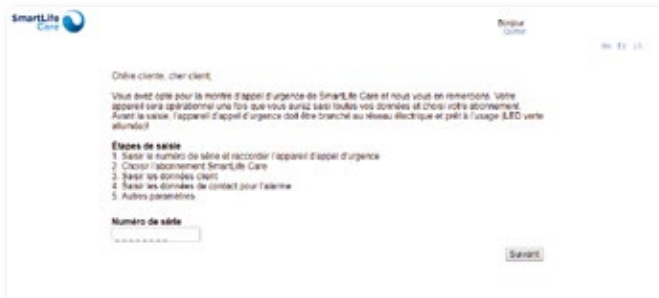 SmartLife
Care
Bonjour
de fr it
Chère cliente, cher client,
Vous avez opté pour la montre d'appel d'urgence de SmartLife Care et nous vous en remercions. Votre
appareil sera opérationnel une fois que vous aurez saisi toutes vos données et choisi votre abonnement.
Avant la saisie, l'appareil d'appel d'urgence doit être branché au réseau électrique et prêt à l'usage (LED verte
allumée)!
Étapes de saisie
1. Saisir le numéro de série et raccorder l'appareil d'appel d'urgence
2. Choisir l'abonnement SmartLife Care
3. Saisir les données client
4. Saisir les données de contact pour l'alarme
5. Autres paramètres
Numéro de série
Suivant